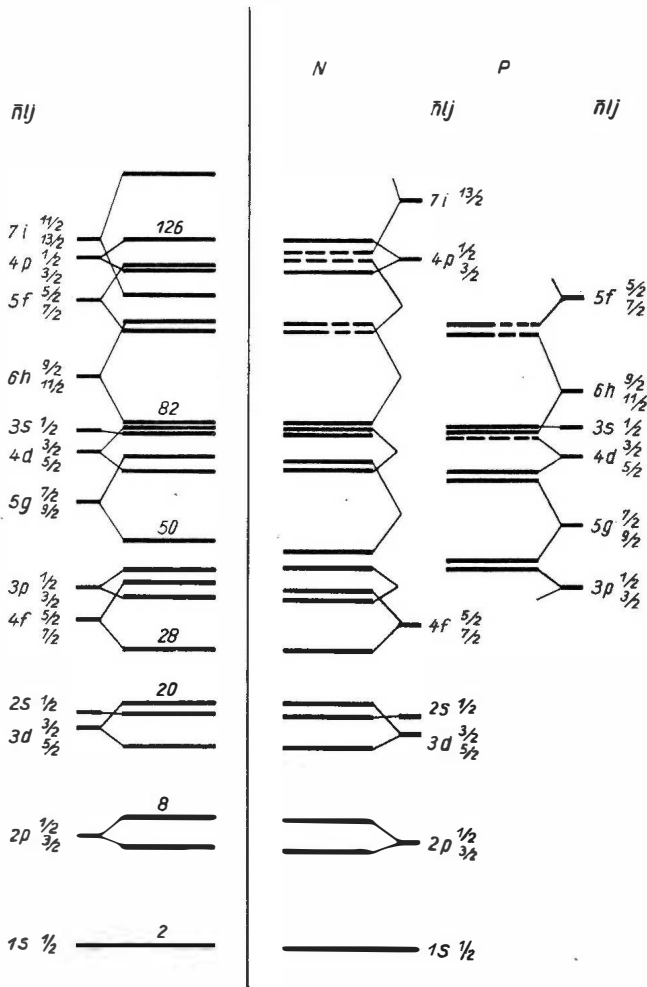 N P
n̄lj n̄lj n̄lj
7i 11/2 13/2
4p 1/2 3/2
5f 5/2 7/2
6h 9/2 11/2
3s 1/2
4d 3/2 5/2
5g 7/2 9/2
3p 1/2 3/2
4f 5/2 7/2
2s 1/2
3d 3/2 5/2
2p 1/2 3/2
1s 1/2
126
82
50
28
20
8
2
7i 13/2
4p 1/2 3/2
4f 5/2 7/2
2s 1/2
3d 3/2 5/2
2p 1/2 3/2
1s 1/2
5f 5/2 7/2
6h 9/2 11/2
3s 1/2
4d 3/2 5/2
5g 7/2 9/2
3p 1/2 3/2